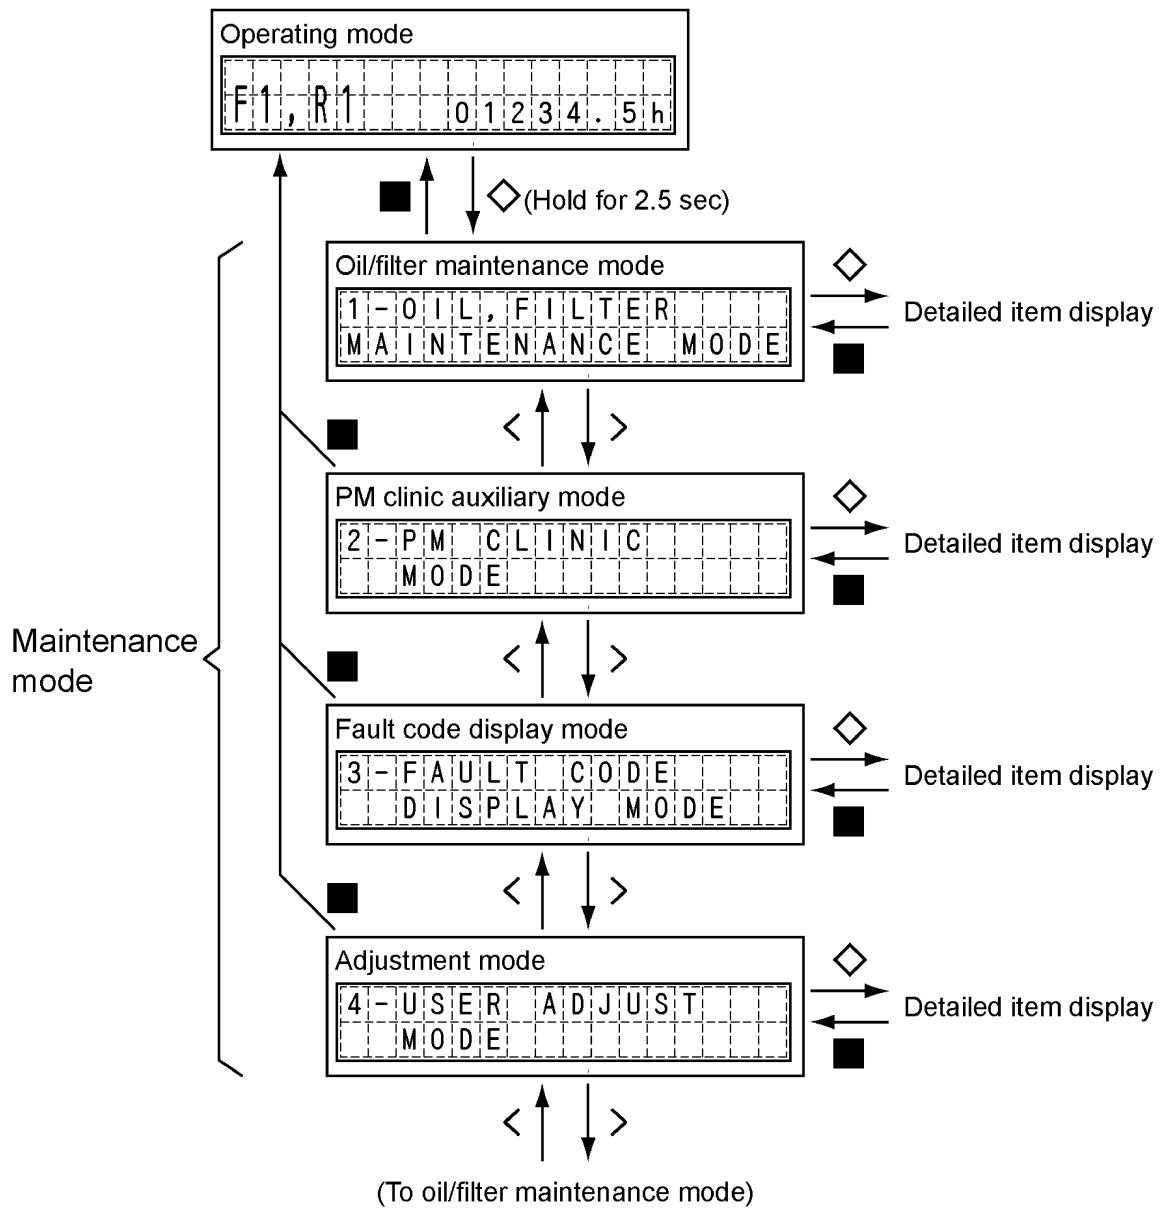 Operating mode
F1,R1 01234.5h
(Hold for 2.5 sec)
Oil/filter maintenance mode
1-OIL,FILTER
MAINTENANCE MODE
Detailed item display
< >
PM clinic auxiliary mode
2-PM CLINIC
MODE
Detailed item display
Maintenance
mode
< >
Fault code display mode
3-FAULT CODE
DISPLAY MODE
Detailed item display
< >
Adjustment mode
4-USER ADJUST
MODE
Detailed item display
< >
(To oil/filter maintenance mode)